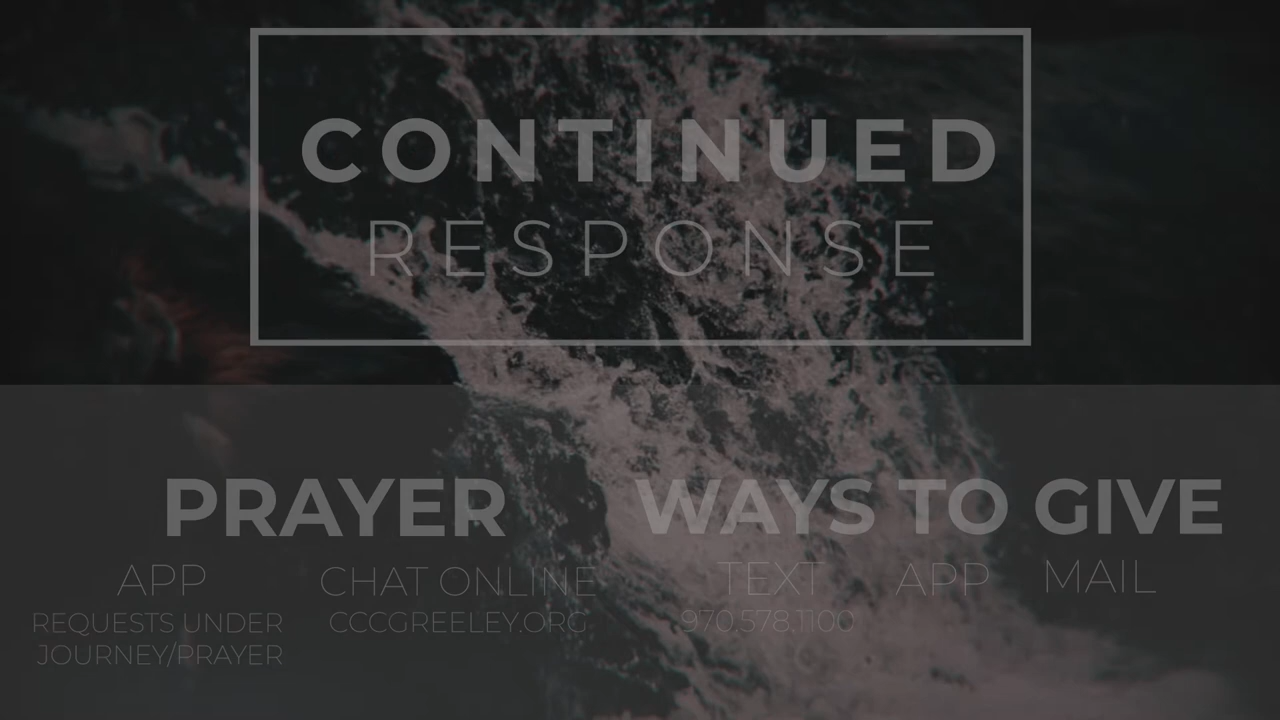 CONTINUED
RESPONSE
PRAYER
APP
REQUESTS UNDER
JOURNEY/PRAYER
CHAT ONLINE
CCCGREELEY.ORG
WAYS TO GIVE
TEXT
970.578.1100
APP
MAIL